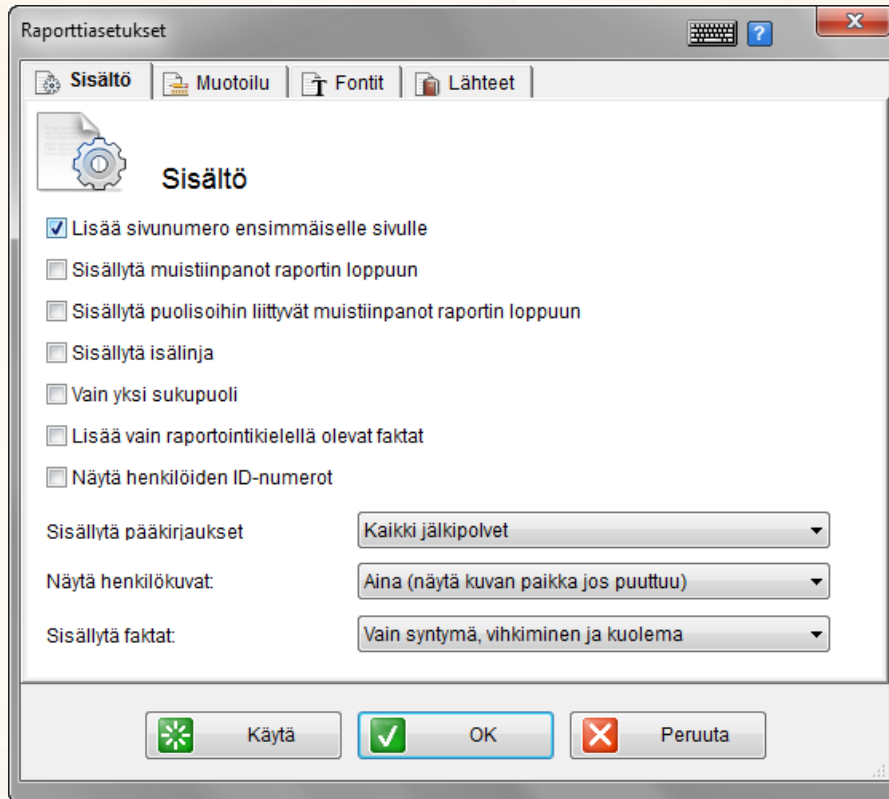 Raporttiasetukset
Sisältö Muotoilu Fontit Lähteet
Sisältö
Lisää sivunumero ensimmäiselle sivulle
Sisällytä muistiinpanot raportin loppuun
Sisällytä puolisoihin liittyvät muistiinpanot raportin loppuun
Sisällytä isälinja
Vain yksi sukupuoli
Lisää vain raportointikielellä olevat faktat
Näytä henkilöiden ID-numerot
Sisällytä pääkirjaukset Kaikki jälkipolvet
Näytä henkilökuvat: Aina (näytä kuvan paikka jos puuttuu)
Sisällytä faktat: Vain syntymä, vihkiminen ja kuolema
Käytä OK Peruuta